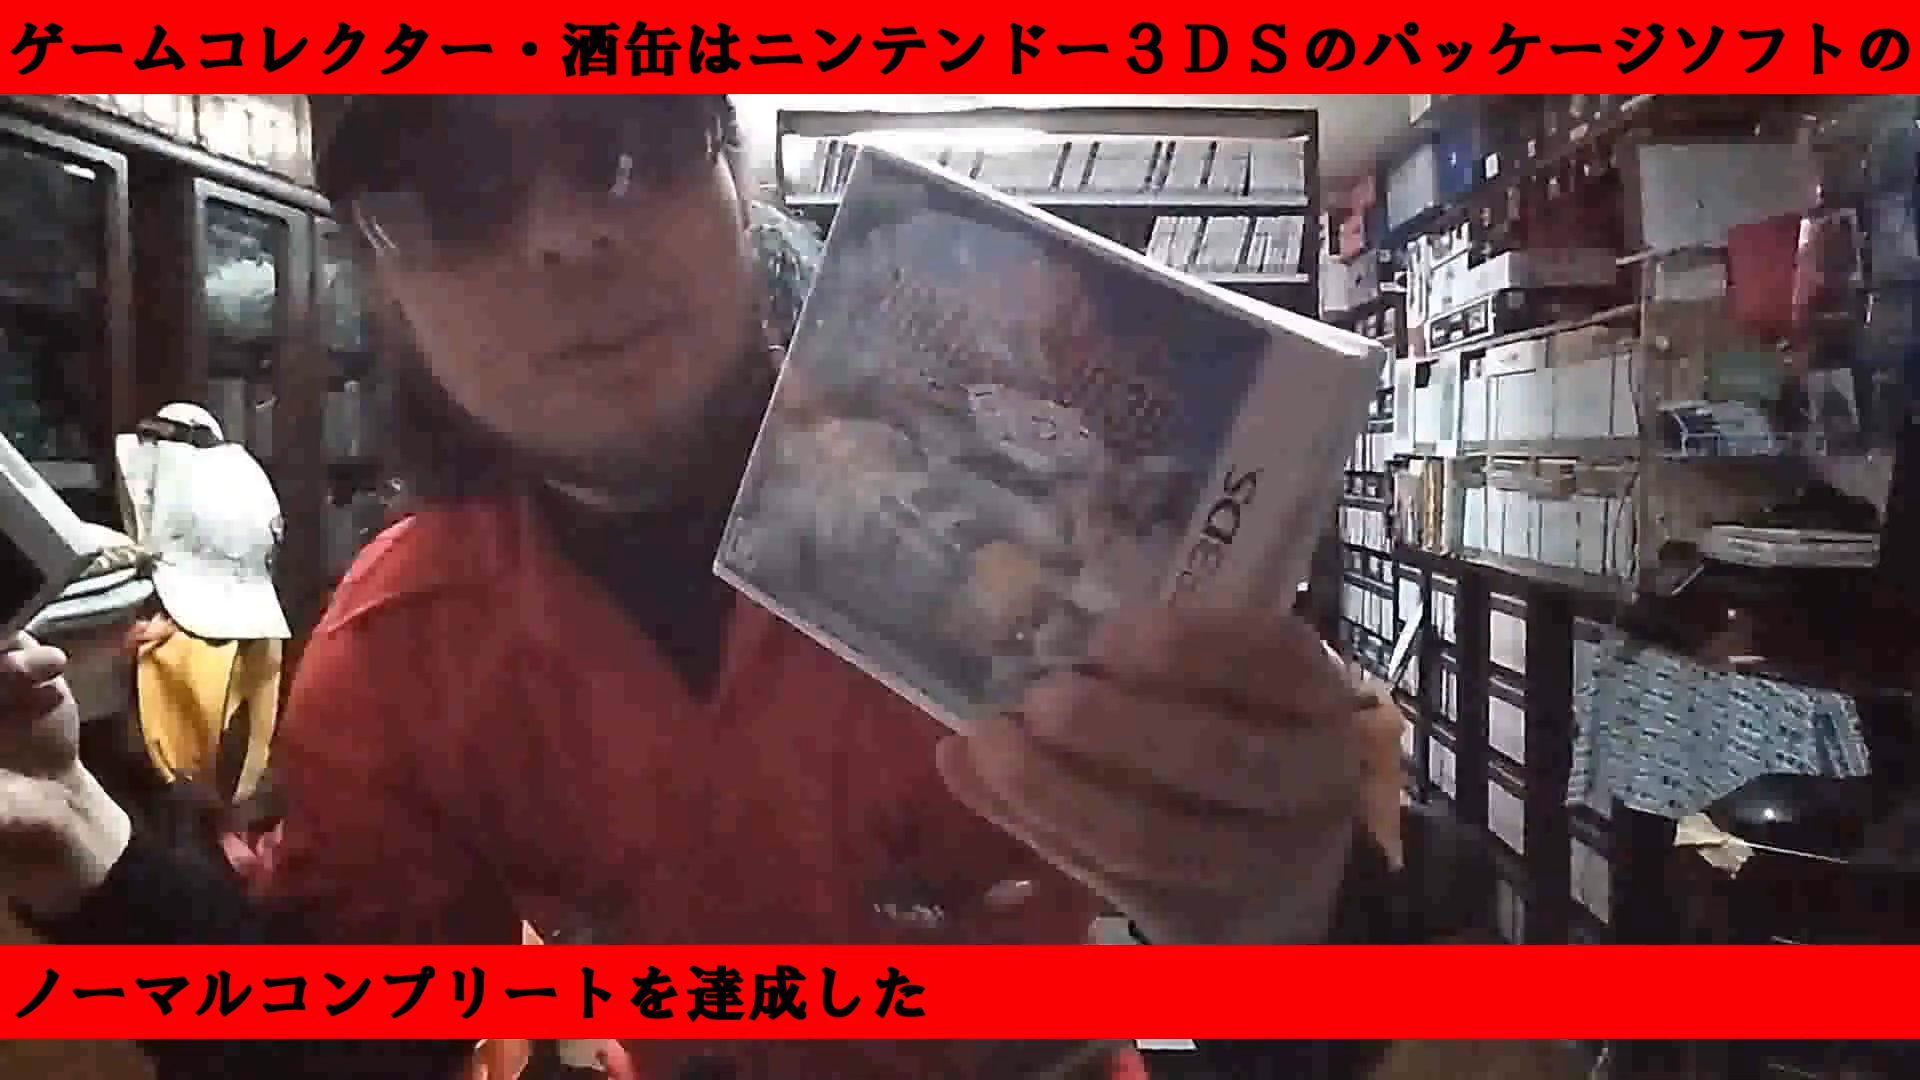 ゲームコレクター・酒缶はニンテンドー３ＤＳのパッケージソフトの
3DS
ノーマルコンプリートを達成した